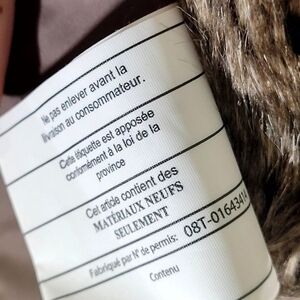 Ne pas enlever avant la
livraison au consommateur.
Cette étiquette est apposée
conformément à la loi de la
province
Cet article contient des
MATÉRIAUX NEUFS
SEULEMENT
Fabriqué par N° de permis: 08T-01643414
Contenu